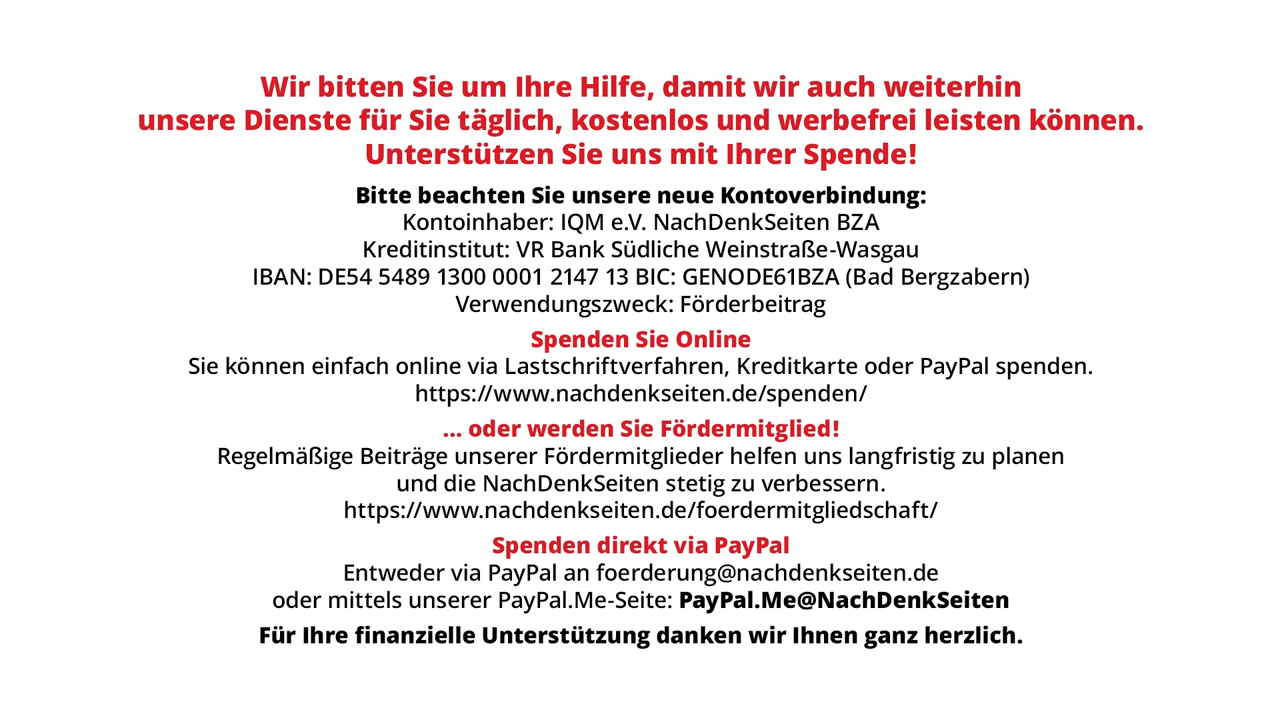 Wir bitten Sie um Ihre Hilfe, damit wir auch weiterhin
unsere Dienste für Sie täglich, kostenlos und werbefrei leisten können.
Unterstützen Sie uns mit Ihrer Spende!
Bitte beachten Sie unsere neue Kontoverbindung:
Kontoinhaber: IQM e.V. NachDenkSeiten BZA
Kreditinstitut: VR Bank Südliche Weinstraße-Wasgau
IBAN: DE54 5489 1300 0001 2147 13 BIC: GENODE61BZA (Bad Bergzabern)
Verwendungszweck: Förderbeitrag
Spenden Sie Online
Sie können einfach online via Lastschriftverfahren, Kreditkarte oder PayPal spenden.
https://www.nachdenkseiten.de/spenden/
... oder werden Sie Fördermitglied!
Regelmäßige Beiträge unserer Fördermitglieder helfen uns langfristig zu planen
und die NachDenkSeiten stetig zu verbessern.
https://www.nachdenkseiten.de/foerdermitgliedschaft/
Spenden direkt via PayPal
Entweder via PayPal an foerderung@nachdenkseiten.de
oder mittels unserer PayPal.Me-Seite: PayPal.Me@NachDenkSeiten
Für Ihre finanzielle Unterstützung danken wir Ihnen ganz herzlich.